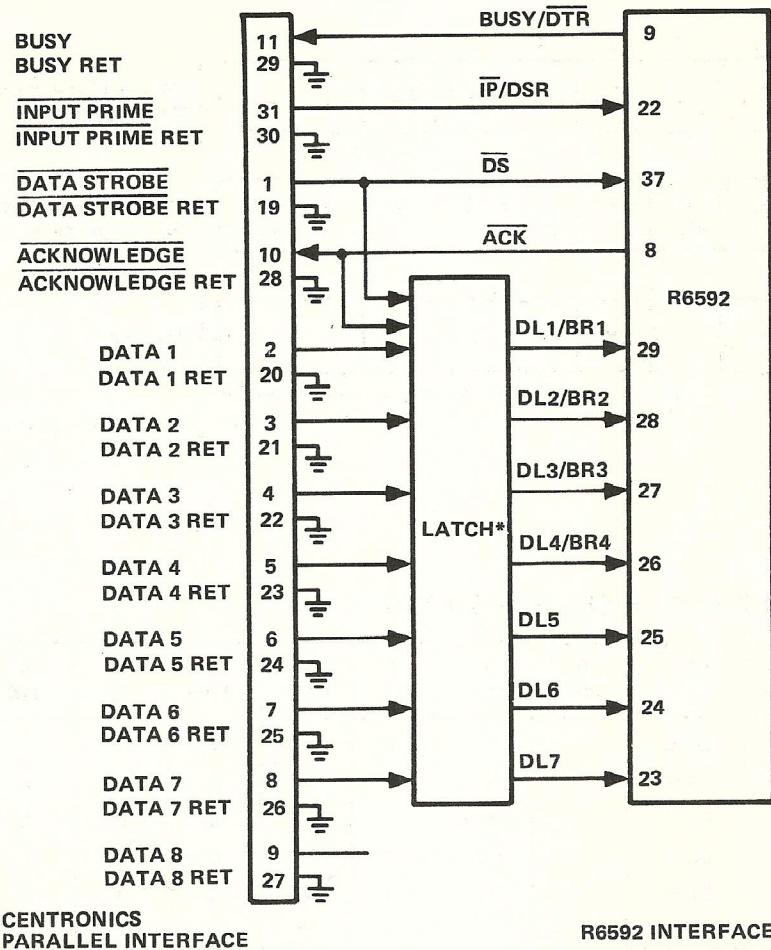 BUSY/DTR
BUSY 11 9
BUSY RET 29
IP/DSR
INPUT PRIME 31 22
INPUT PRIME RET 30
DS
DATA STROBE 1 37
DATA STROBE RET 19
ACK
ACKNOWLEDGE 10 8
ACKNOWLEDGE RET 28
R6592
DL1/BR1
DATA 1 2 29
DATA 1 RET 20
DL2/BR2
DATA 2 3 28
DATA 2 RET 21
DL3/BR3
DATA 3 4 27
DATA 3 RET 22
LATCH*
DL4/BR4
DATA 4 5 26
DATA 4 RET 23
DL5
DATA 5 6 25
DATA 5 RET 24
DL6
DATA 6 7 24
DATA 6 RET 25
DL7
DATA 7 8 23
DATA 7 RET 26
DATA 8 9
DATA 8 RET 27
CENTRONICS
PARALLEL INTERFACE
R6592 INTERFACE